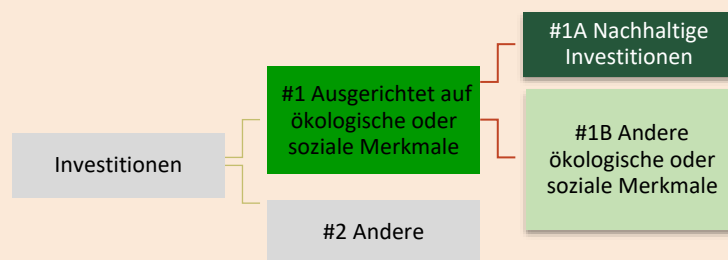 Investitionen
#1 Ausgerichtet auf
ökologische oder
soziale Merkmale
#2 Andere
#1A Nachhaltige
Investitionen
#1B Andere
ökologische oder
soziale Merkmale